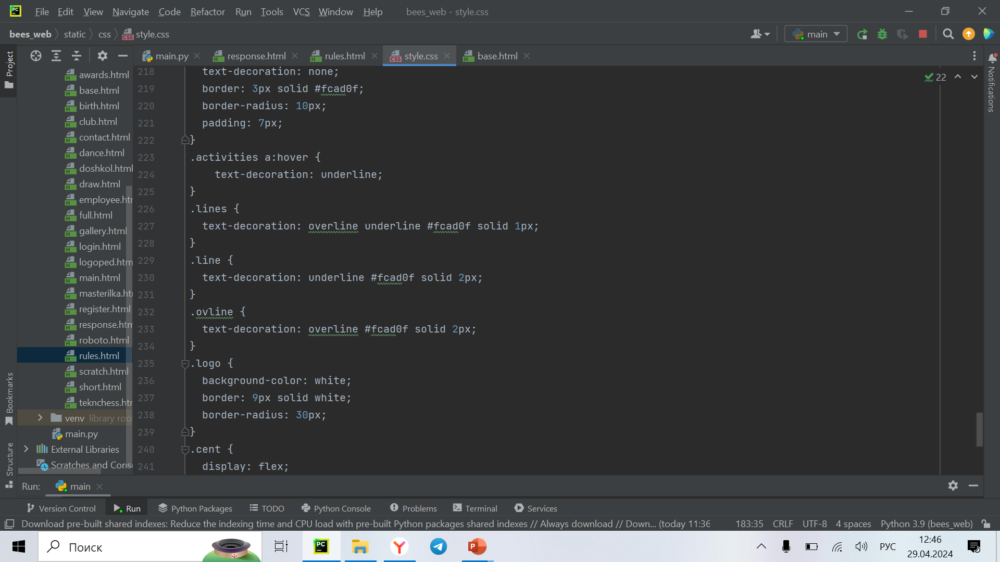 File Edit View Navigate Code Refactor Run Tools VCS Window Help bees_web - style.css
bees_web static css style.css main
Project
main.py response.html rules.html style.css base.html
22
Notifications
awards.html
base.html
birth.html
club.html
contact.html
dance.html
doshkol.html
draw.html
employee.htr
full.html
gallery.html
login.html
logoped.htm
main.html
masterilka.htr
register.html
response.htm
roboto.html
rules.html
scratch.html
short.html
teknchess.htr
venv library roo
main.py
External Libraries
Scratches and Conso
Bookmarks
Structure
218 text-decoration: none;
219 border: 3px solid #fcad0f;
220 border-radius: 10px;
221 padding: 7px;
222 }
223 .activities a:hover {
224 text-decoration: underline;
225 }
226 .lines {
227 text-decoration: overline underline #fcad0f solid 1px;
228 }
229 .line {
230 text-decoration: underline #fcad0f solid 2px;
231 }
232 .ovline {
233 text-decoration: overline #fcad0f solid 2px;
234 }
235 .logo {
236 background-color: white;
237 border: 9px solid white;
238 border-radius: 30px;
239 }
240 .cent {
241 display: flex;
Run: main
Version Control Run Python Packages TODO Python Console Problems Terminal Services
Download pre-built shared indexes: Reduce the indexing time and CPU load with pre-built Python packages shared indexes // Always download // Down... (today 11:36 183:35 CRLF UTF-8 4 spaces Python 3.9 (bees_web)
Поиск
РУС
12:46
29.04.2024